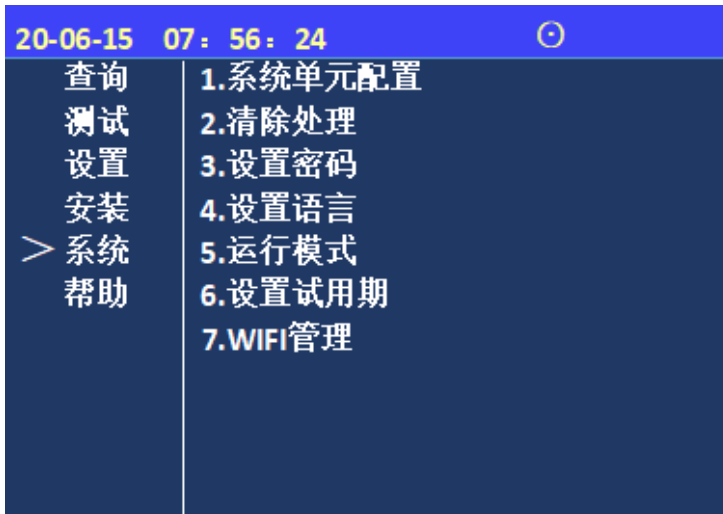 20-06-15 07：56：24
查询
测试
设置
安装
＞系统
帮助
1.系统单元配置
2.清除处理
3.设置密码
4.设置语言
5.运行模式
6.设置试用期
7.WIFI管理